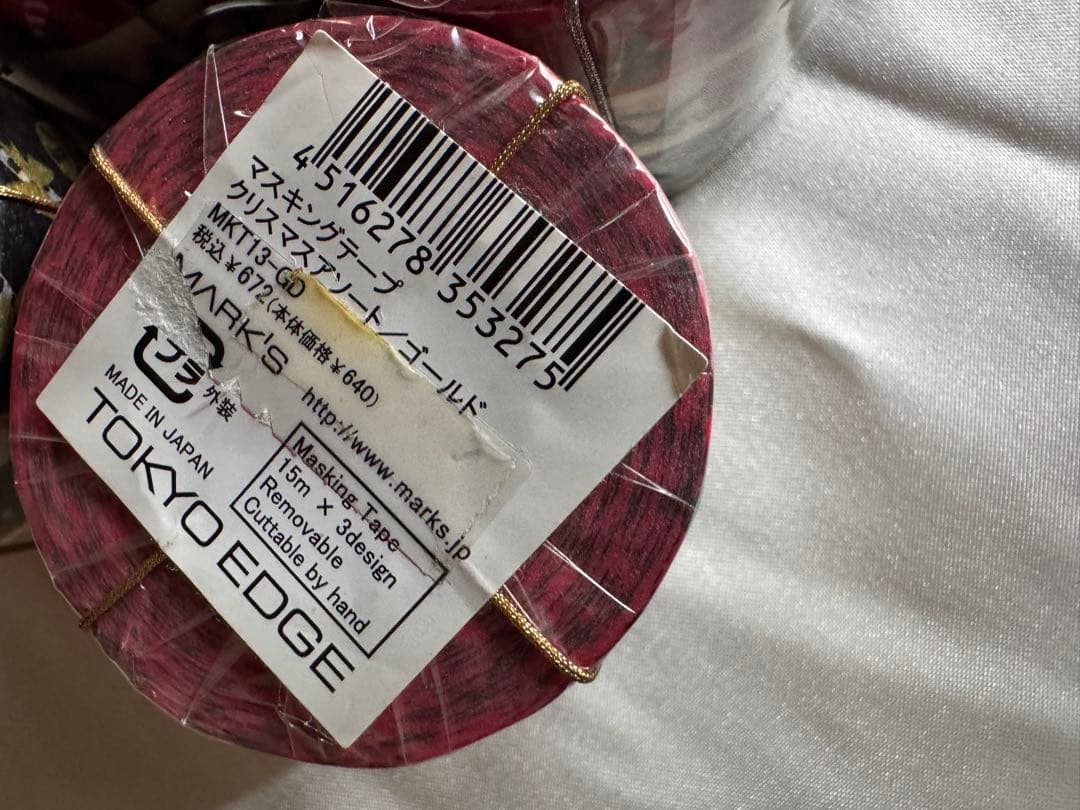 4516278353275
マスキングテープ
クリスマスアソート/ゴールド
MKT13-GD
税込¥672(本体価格¥640)
MARK'S http://www.marks.jp
プラ 外装
MADE IN JAPAN
Masking Tape
15m × 3design
Removable
Cuttable by hand
TOKYO EDGE